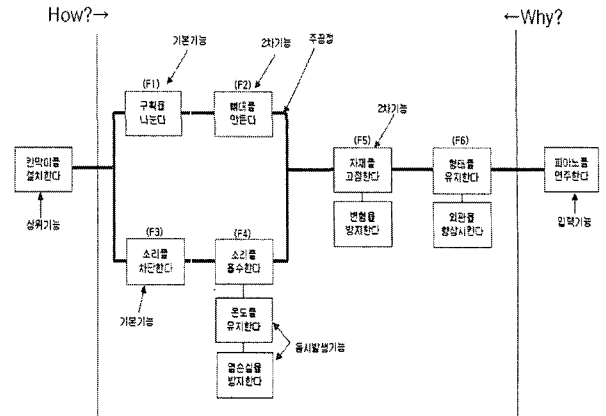 How?→
←Why?
기본기능
2차기능
주공정
(F1)
구획을
나눈다
(F2)
뼈대를
만든다
2차기능
칸막이를
설치한다
상위기능
(F5)
자재를
고정한다
(F6)
형태를
유지한다
피아노를
연주한다
입력기능
변형을
방지한다
외관을
향상시킨다
(F3)
소리를
차단한다
기본기능
(F4)
소리를
흡수한다
온도를
유지한다
동시발생기능
열손실을
방지한다